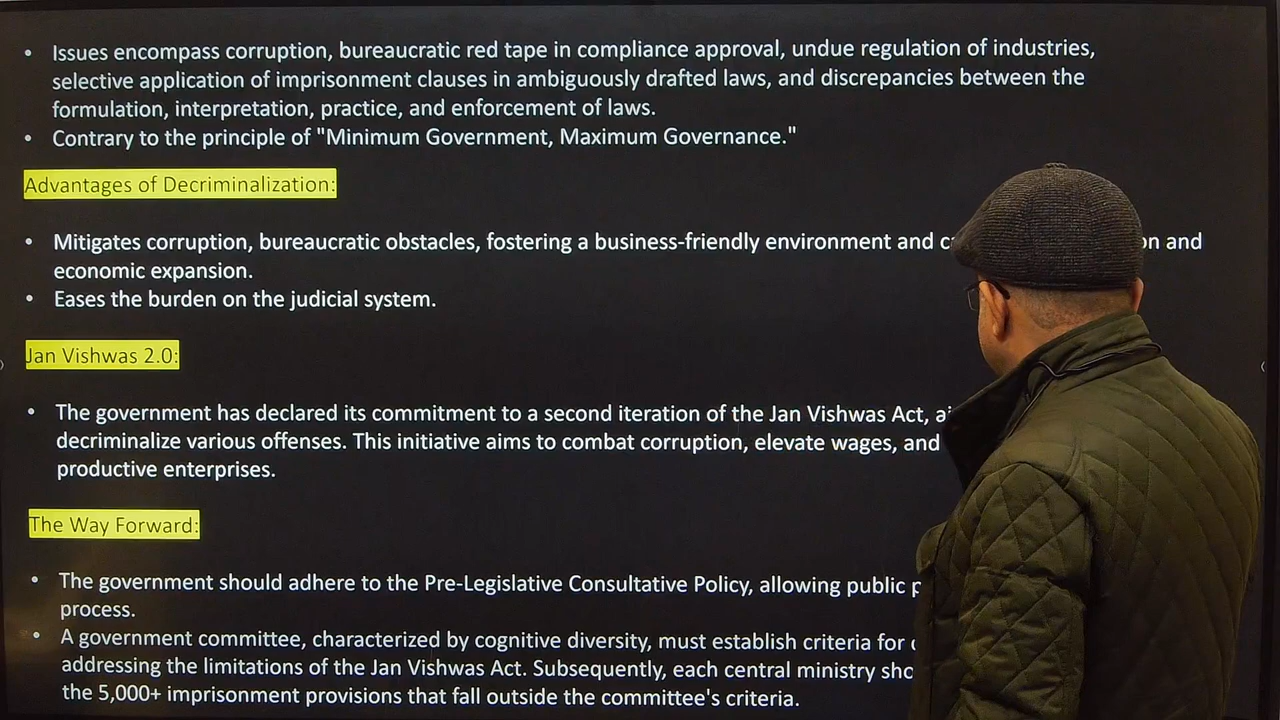 • Issues encompass corruption, bureaucratic red tape in compliance approval, undue regulation of industries,
selective application of imprisonment clauses in ambiguously drafted laws, and discrepancies between the
formulation, interpretation, practice, and enforcement of laws.
• Contrary to the principle of "Minimum Government, Maximum Governance."
Advantages of Decriminalization:
• Mitigates corruption, bureaucratic obstacles, fostering a business-friendly environment and and
economic expansion.
• Eases the burden on the judicial system.
Jan Vishwas 2.0:
• The government has declared its commitment to a second iteration of the Jan Vishwas Act,
decriminalize various offenses. This initiative aims to combat corruption, elevate wages, and
productive enterprises.
The Way Forward:
• The government should adhere to the Pre-Legislative Consultative Policy, allowing public
process.
• A government committee, characterized by cognitive diversity, must establish criteria for
addressing the limitations of the Jan Vishwas Act. Subsequently, each central ministry
the 5,000+ imprisonment provisions that fall outside the committee's criteria.